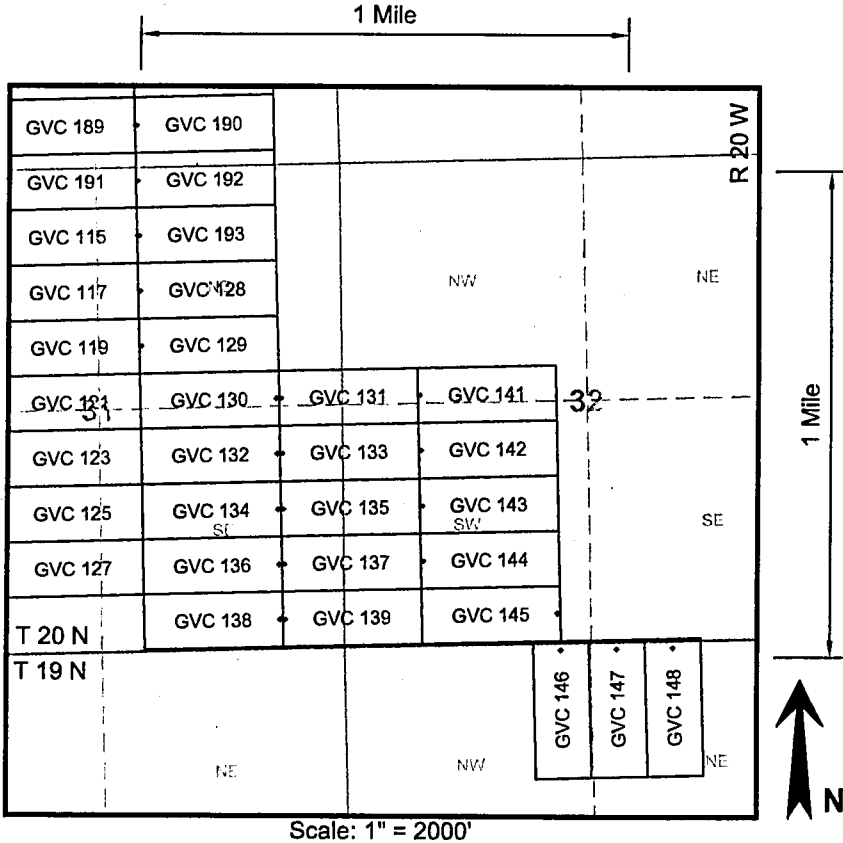 1 Mile
R 20 W
GVC 189 GVC 190
GVC 191 GVC 192
GVC 115 GVC 193
NW NE
GVC 117 GVC 128
NE
GVC 119 GVC 129
GVC 121 GVC 130 GVC 131 GVC 141 32
31
1 Mile
GVC 123 GVC 132 GVC 133 GVC 142
GVC 125 GVC 134 GVC 135 GVC 143
SE SW SE
GVC 127 GVC 136 GVC 137 GVC 144
GVC 138 GVC 139 GVC 145
T 20 N
T 19 N
GVC 146 GVC 147 GVC 148
NE NW NE
N
Scale: 1" = 2000'